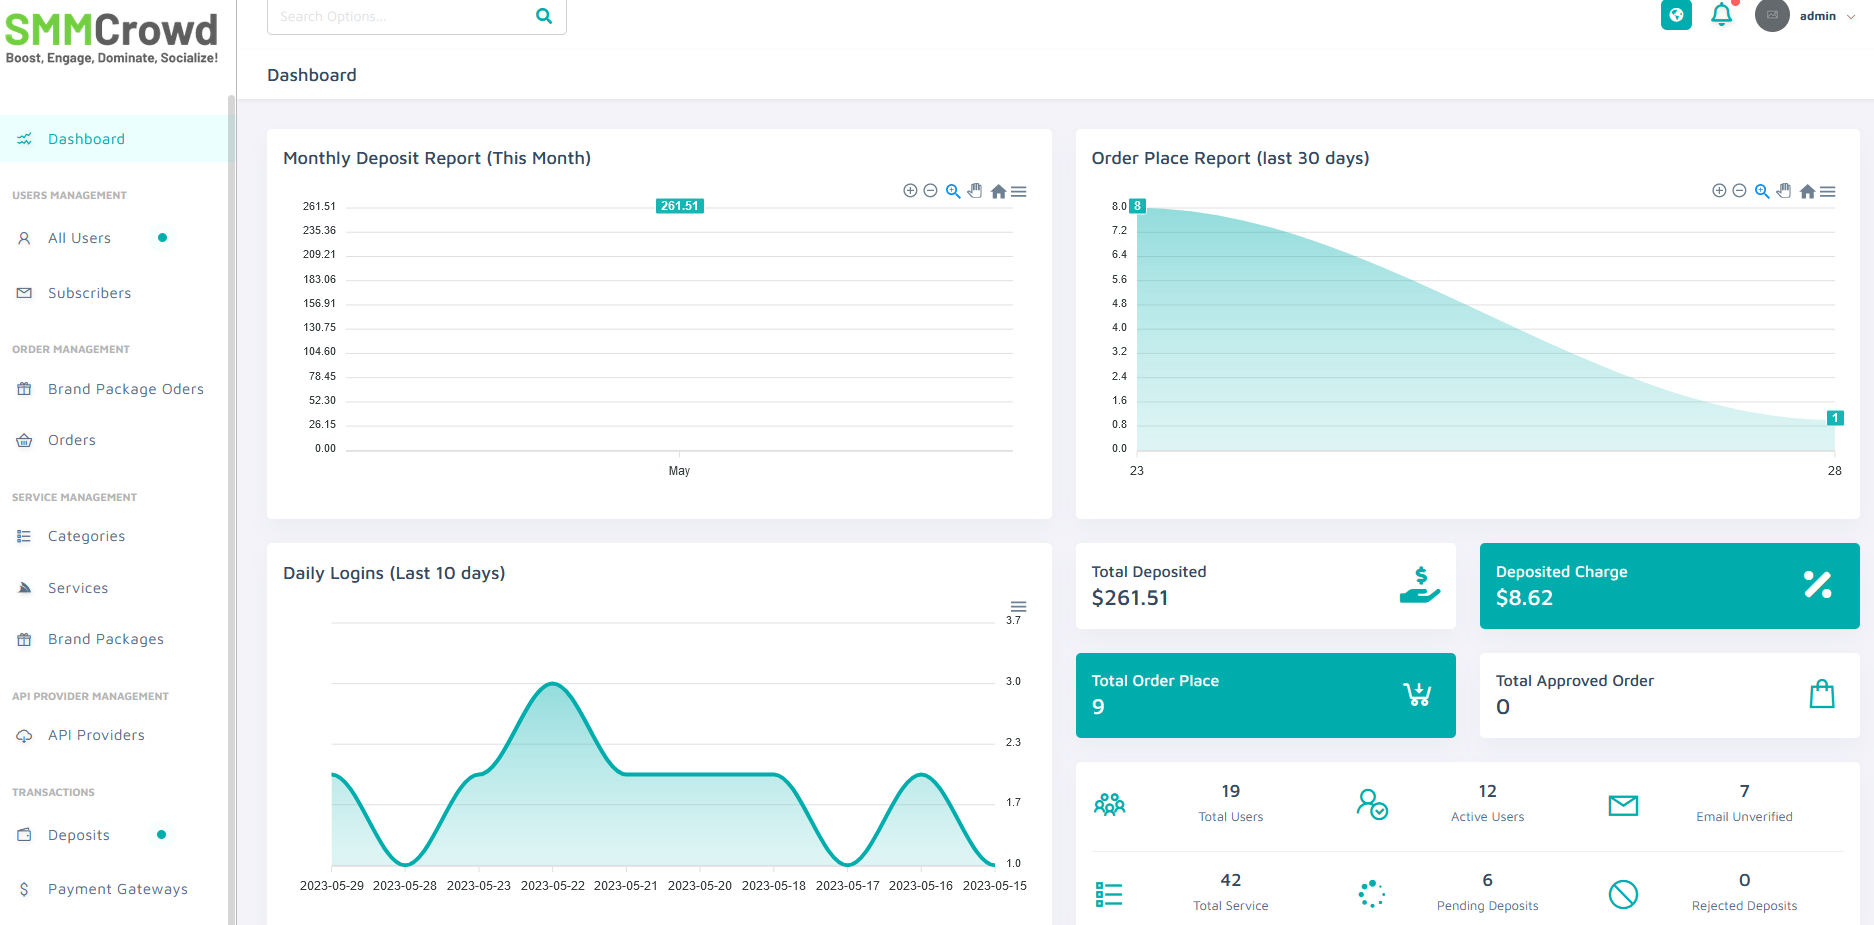 SMMCrowd
Boost, Engage, Dominate, Socialize!
Search Options...
admin
Dashboard
Dashboard
USERS MANAGEMENT
All Users
Subscribers
ORDER MANAGEMENT
Brand Package Oders
Orders
SERVICE MANAGEMENT
Categories
Services
Brand Packages
API PROVIDER MANAGEMENT
API Providers
TRANSACTIONS
Deposits
Payment Gateways
Monthly Deposit Report (This Month)
261.51
261.51
235.36
209.21
183.06
156.91
130.75
104.60
78.45
52.30
26.15
0.00
May
Order Place Report (last 30 days)
8.0
8
7.2
6.4
5.6
4.8
4.0
3.2
2.4
1.6
1
0.8
0.0
23
28
Daily Logins (Last 10 days)
3.7
3.0
2.3
1.7
1.0
2023-05-29 2023-05-28 2023-05-23 2023-05-22 2023-05-21 2023-05-20 2023-05-18 2023-05-17 2023-05-16 2023-05-15
Total Deposited
$261.51
Deposited Charge
$8.62
Total Order Place
9
Total Approved Order
0
19
Total Users
12
Active Users
7
Email Unverified
42
Total Service
6
Pending Deposits
0
Rejected Deposits